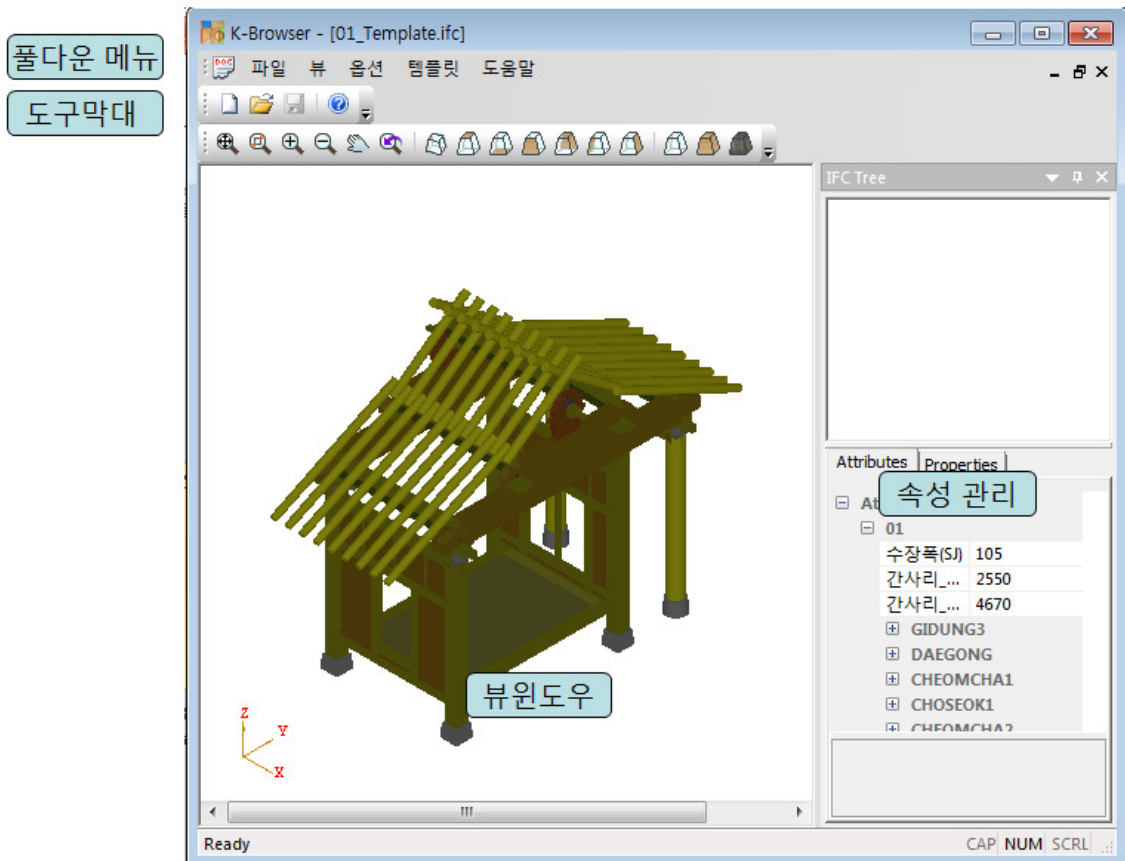 풀다운 메뉴
도구막대
K-Browser - [01_Template.ifc]
파일 뷰 옵션 템플릿 도움말
IFC Tree
Attributes Properties
속성 관리
At
01
수장폭(SJ) 105
간사리_... 2550
간사리_... 4670
GIDUNG3
DAEGONG
CHEOMCHA1
CHOSEOK1
CHEOMCHA2
뷰윈도우
Z
Y
X
Ready
CAP NUM SCRL